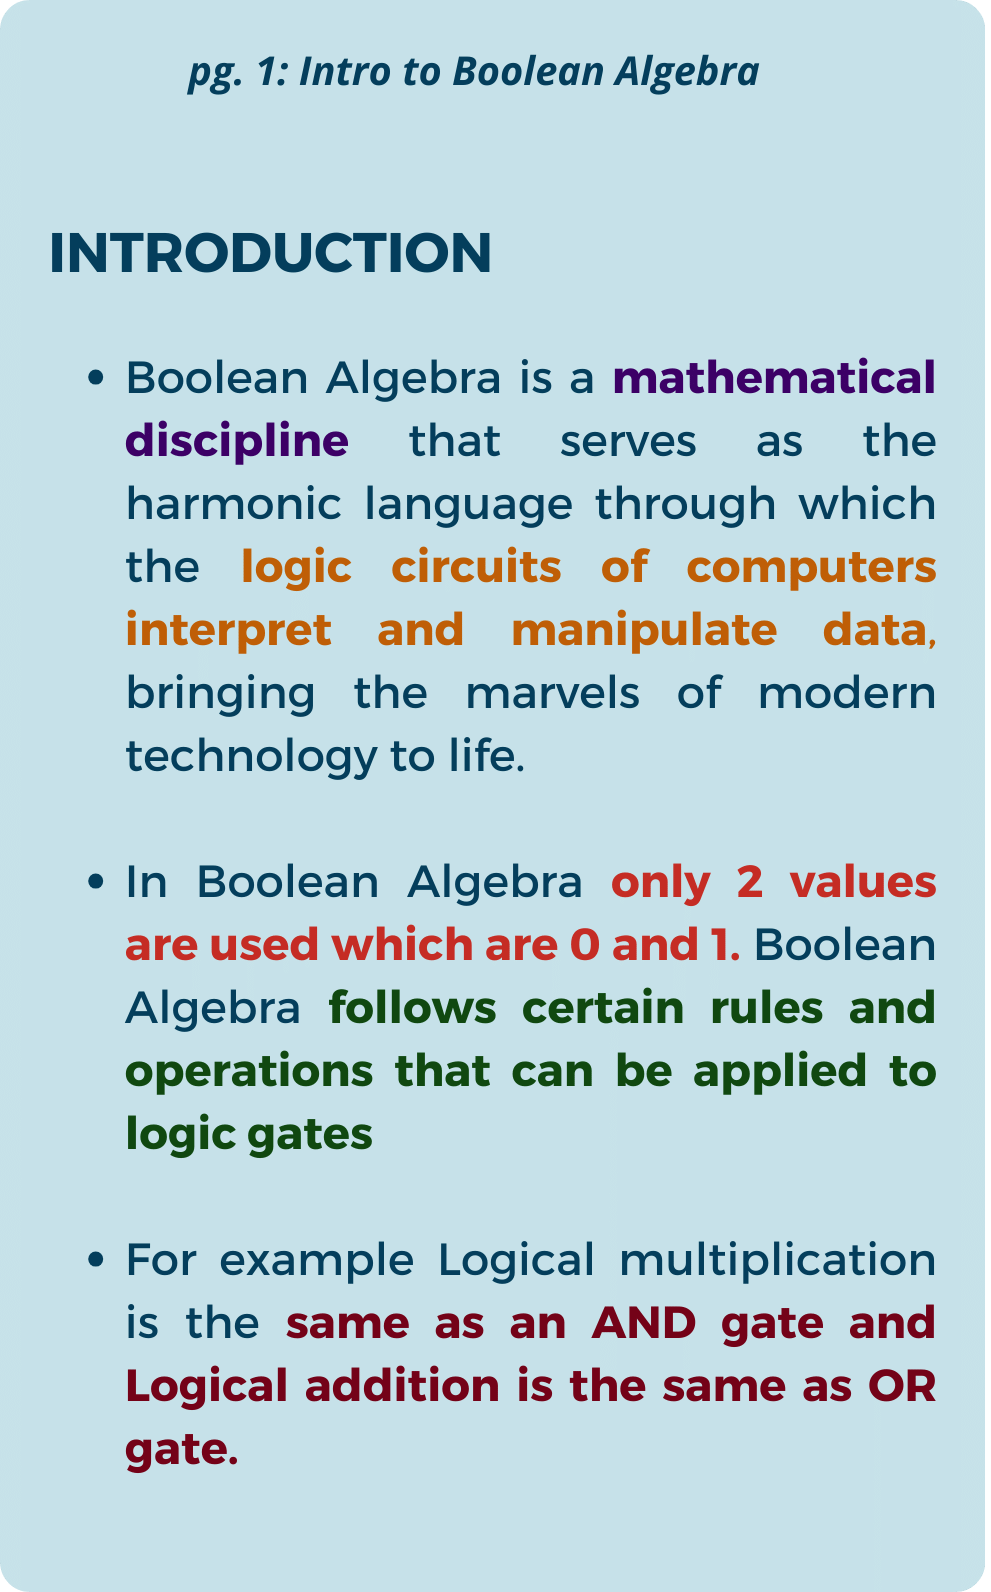 pg. 1: Intro to Boolean Algebra
INTRODUCTION
• Boolean Algebra is a mathematical
discipline that serves as the
harmonic language through which
the logic circuits of computers
interpret and manipulate data,
bringing the marvels of modern
technology to life.
• In Boolean Algebra only 2 values
are used which are 0 and 1. Boolean
Algebra follows certain rules and
operations that can be applied to
logic gates
• For example Logical multiplication
is the same as an AND gate and
Logical addition is the same as OR
gate.